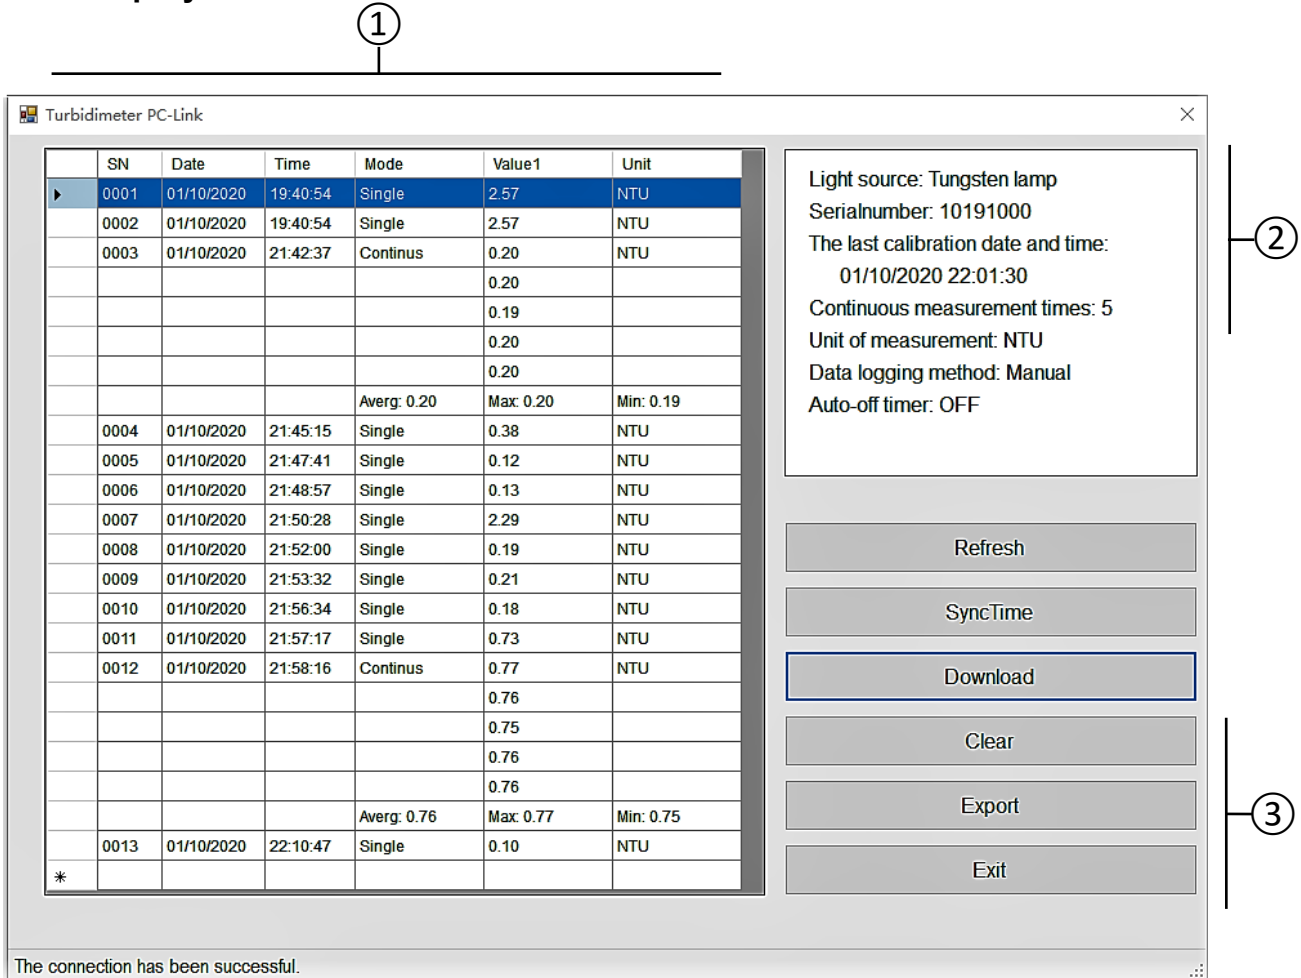 ①
Turbidimeter PC-Link
SN Date Time Mode Value1 Unit
0001 01/10/2020 19:40:54 Single 2.57 NTU
0002 01/10/2020 19:40:54 Single 2.57 NTU
0003 01/10/2020 21:42:37 Continus 0.20 NTU
0.20
0.19
0.20
0.20
Averg: 0.20 Max: 0.20 Min: 0.19
0004 01/10/2020 21:45:15 Single 0.38 NTU
0005 01/10/2020 21:47:41 Single 0.12 NTU
0006 01/10/2020 21:48:57 Single 0.13 NTU
0007 01/10/2020 21:50:28 Single 2.29 NTU
0008 01/10/2020 21:52:00 Single 0.19 NTU
0009 01/10/2020 21:53:32 Single 0.21 NTU
0010 01/10/2020 21:56:34 Single 0.18 NTU
0011 01/10/2020 21:57:17 Single 0.73 NTU
0012 01/10/2020 21:58:16 Continus 0.77 NTU
0.76
0.75
0.76
0.76
Averg: 0.76 Max: 0.77 Min: 0.75
0013 01/10/2020 22:10:47 Single 0.10 NTU
*
Light source: Tungsten lamp
Serialnumber: 10191000
The last calibration date and time:
01/10/2020 22:01:30
Continuous measurement times: 5
Unit of measurement: NTU
Data logging method: Manual
Auto-off timer: OFF
②
Refresh
SyncTime
Download
Clear
Export
Exit
③
The connection has been successful.